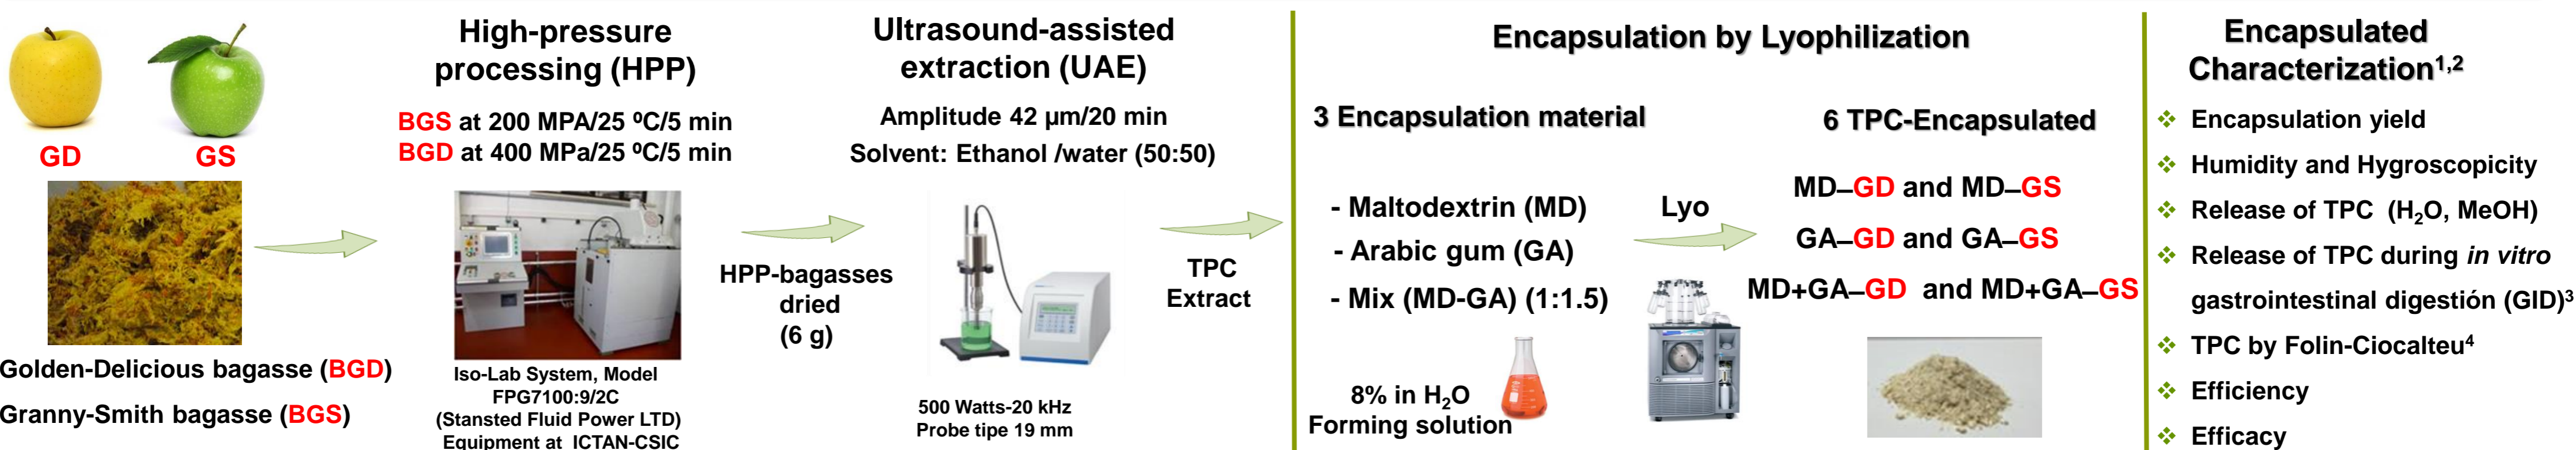 GD
GS
Golden-Delicious bagasse (BGD)
Granny-Smith bagasse (BGS)
High-pressure
processing (HPP)
BGS at 200 MPA/25 ºC/5 min
BGD at 400 MPa/25 ºC/5 min
Iso-Lab System, Model
FPG7100:9/2C
(Stansted Fluid Power LTD)
Equipment at ICTAN-CSIC
HPP-bagasses
dried
(6 g)
Ultrasound-assisted
extraction (UAE)
Amplitude 42 µm/20 min
Solvent: Ethanol /water (50:50)
500 Watts-20 kHz
Probe tipe 19 mm
TPC
Extract
Encapsulation by Lyophilization
3 Encapsulation material
- Maltodextrin (MD)
- Arabic gum (GA)
- Mix (MD-GA) (1:1.5)
8% in H₂O
Forming solution
Lyo
6 TPC-Encapsulated
MD–GD and MD–GS
GA–GD and GA–GS
MD+GA–GD and MD+GA–GS
Encapsulated
Characterization¹,²
❖ Encapsulation yield
❖ Humidity and Hygroscopicity
❖ Release of TPC (H₂O, MeOH)
❖ Release of TPC during in vitro
gastrointestinal digestión (GID)³
❖ TPC by Folin-Ciocalteu⁴
❖ Efficiency
❖ Efficacy